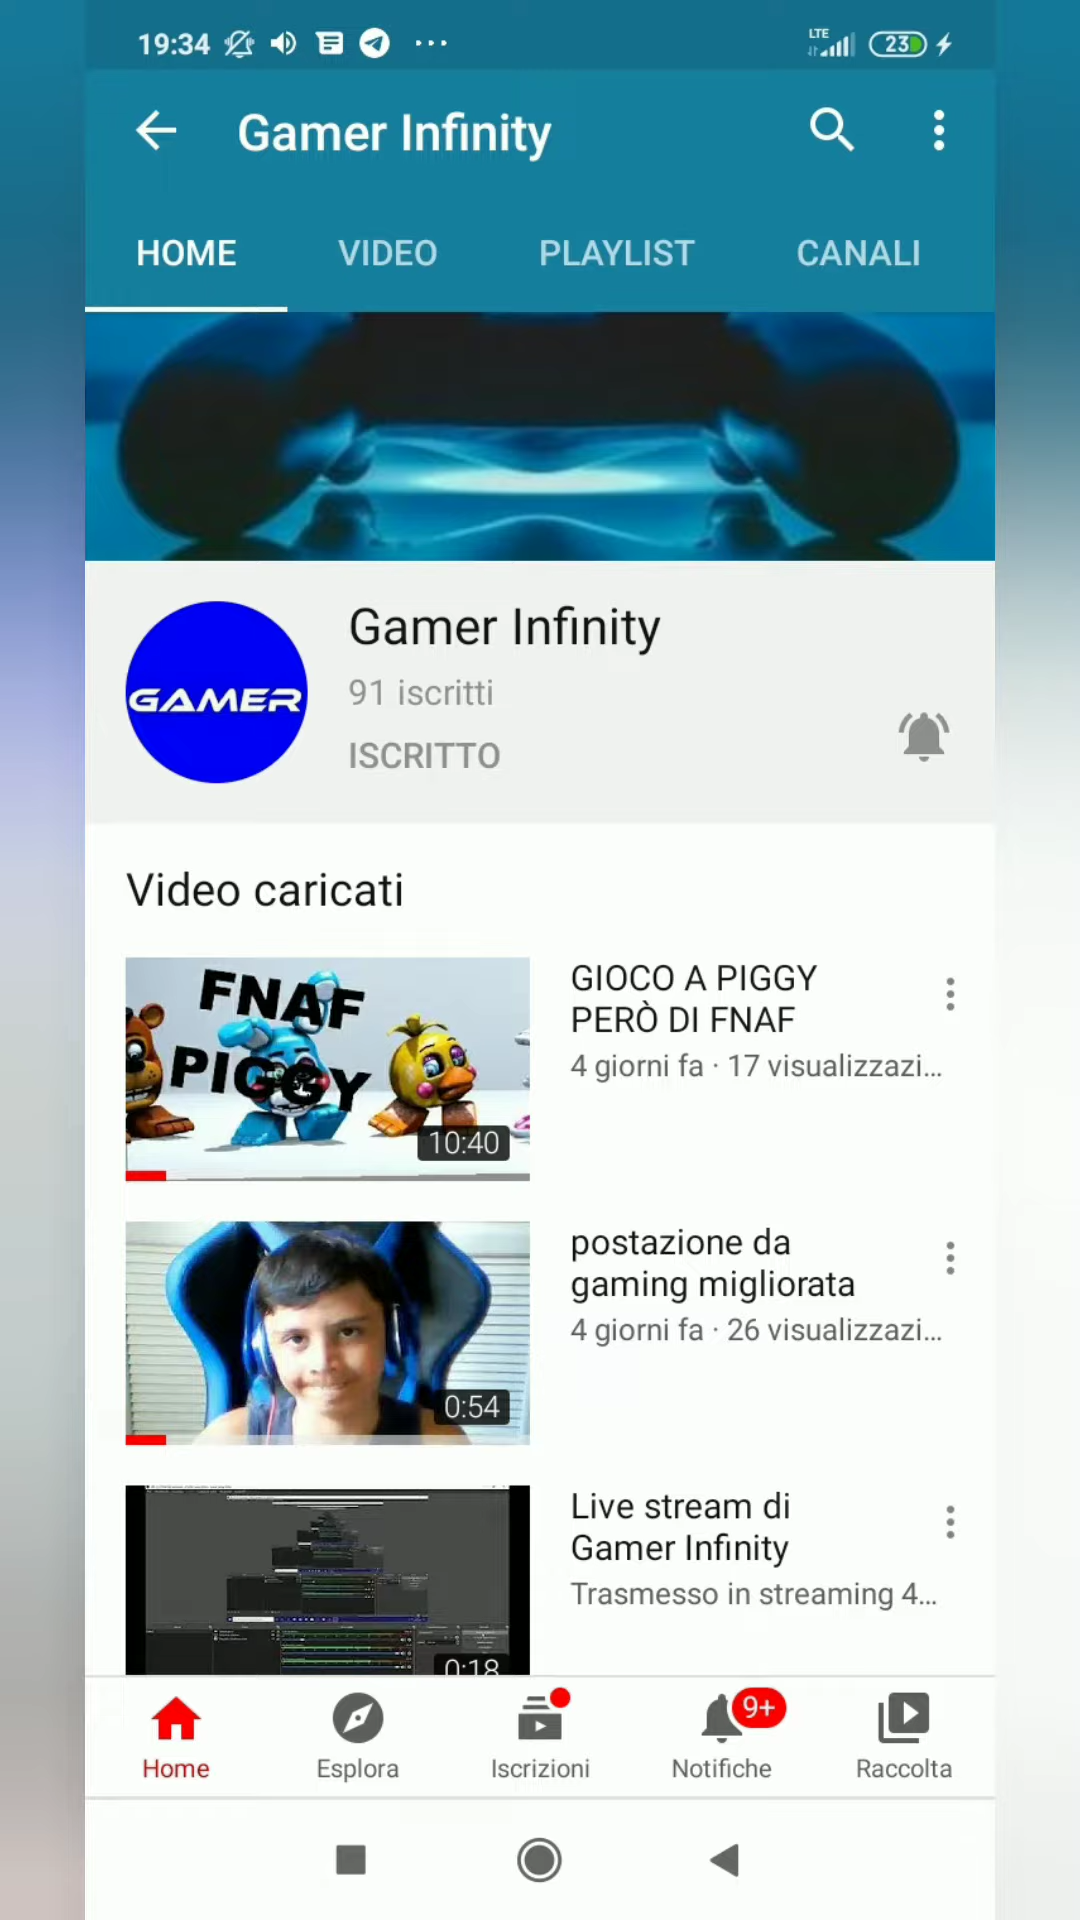 19:34
LTE
23
Gamer Infinity
HOME
VIDEO
PLAYLIST
CANALI
GAMER
Gamer Infinity
91 iscritti
ISCRITTO
Video caricati
FNAF
PIGGY
10:40
GIOCO A PIGGY
PERÒ DI FNAF
4 giorni fa · 17 visualizzazi...
0:54
postazione da
gaming migliorata
4 giorni fa · 26 visualizzazi...
0:18
Live stream di
Gamer Infinity
Trasmesso in streaming 4...
9+
Home
Esplora
Iscrizioni
Notifiche
Raccolta